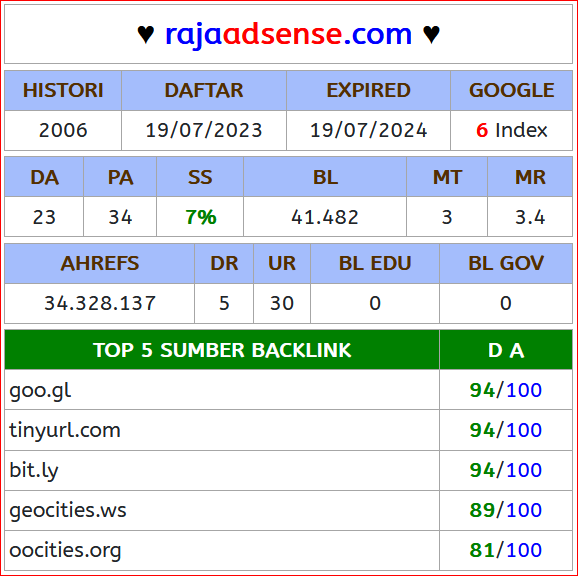 ♥ rajaadsense.com ♥
HISTORI DAFTAR EXPIRED GOOGLE
2006 19/07/2023 19/07/2024 6 Index
DA PA SS BL MT MR
23 34 7% 41.482 3 3.4
AHREFS DR UR BL EDU BL GOV
34.328.137 5 30 0 0
TOP 5 SUMBER BACKLINK D A
goo.gl 94/100
tinyurl.com 94/100
bit.ly 94/100
geocities.ws 89/100
oocities.org 81/100